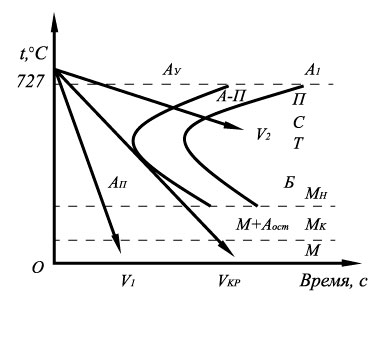 t,°C
727
Aу
A1
А-П
П
С
V2
Т
Aп
Б
Mн
М+Aост
Mк
М
О
V1
Vкр
Время, с